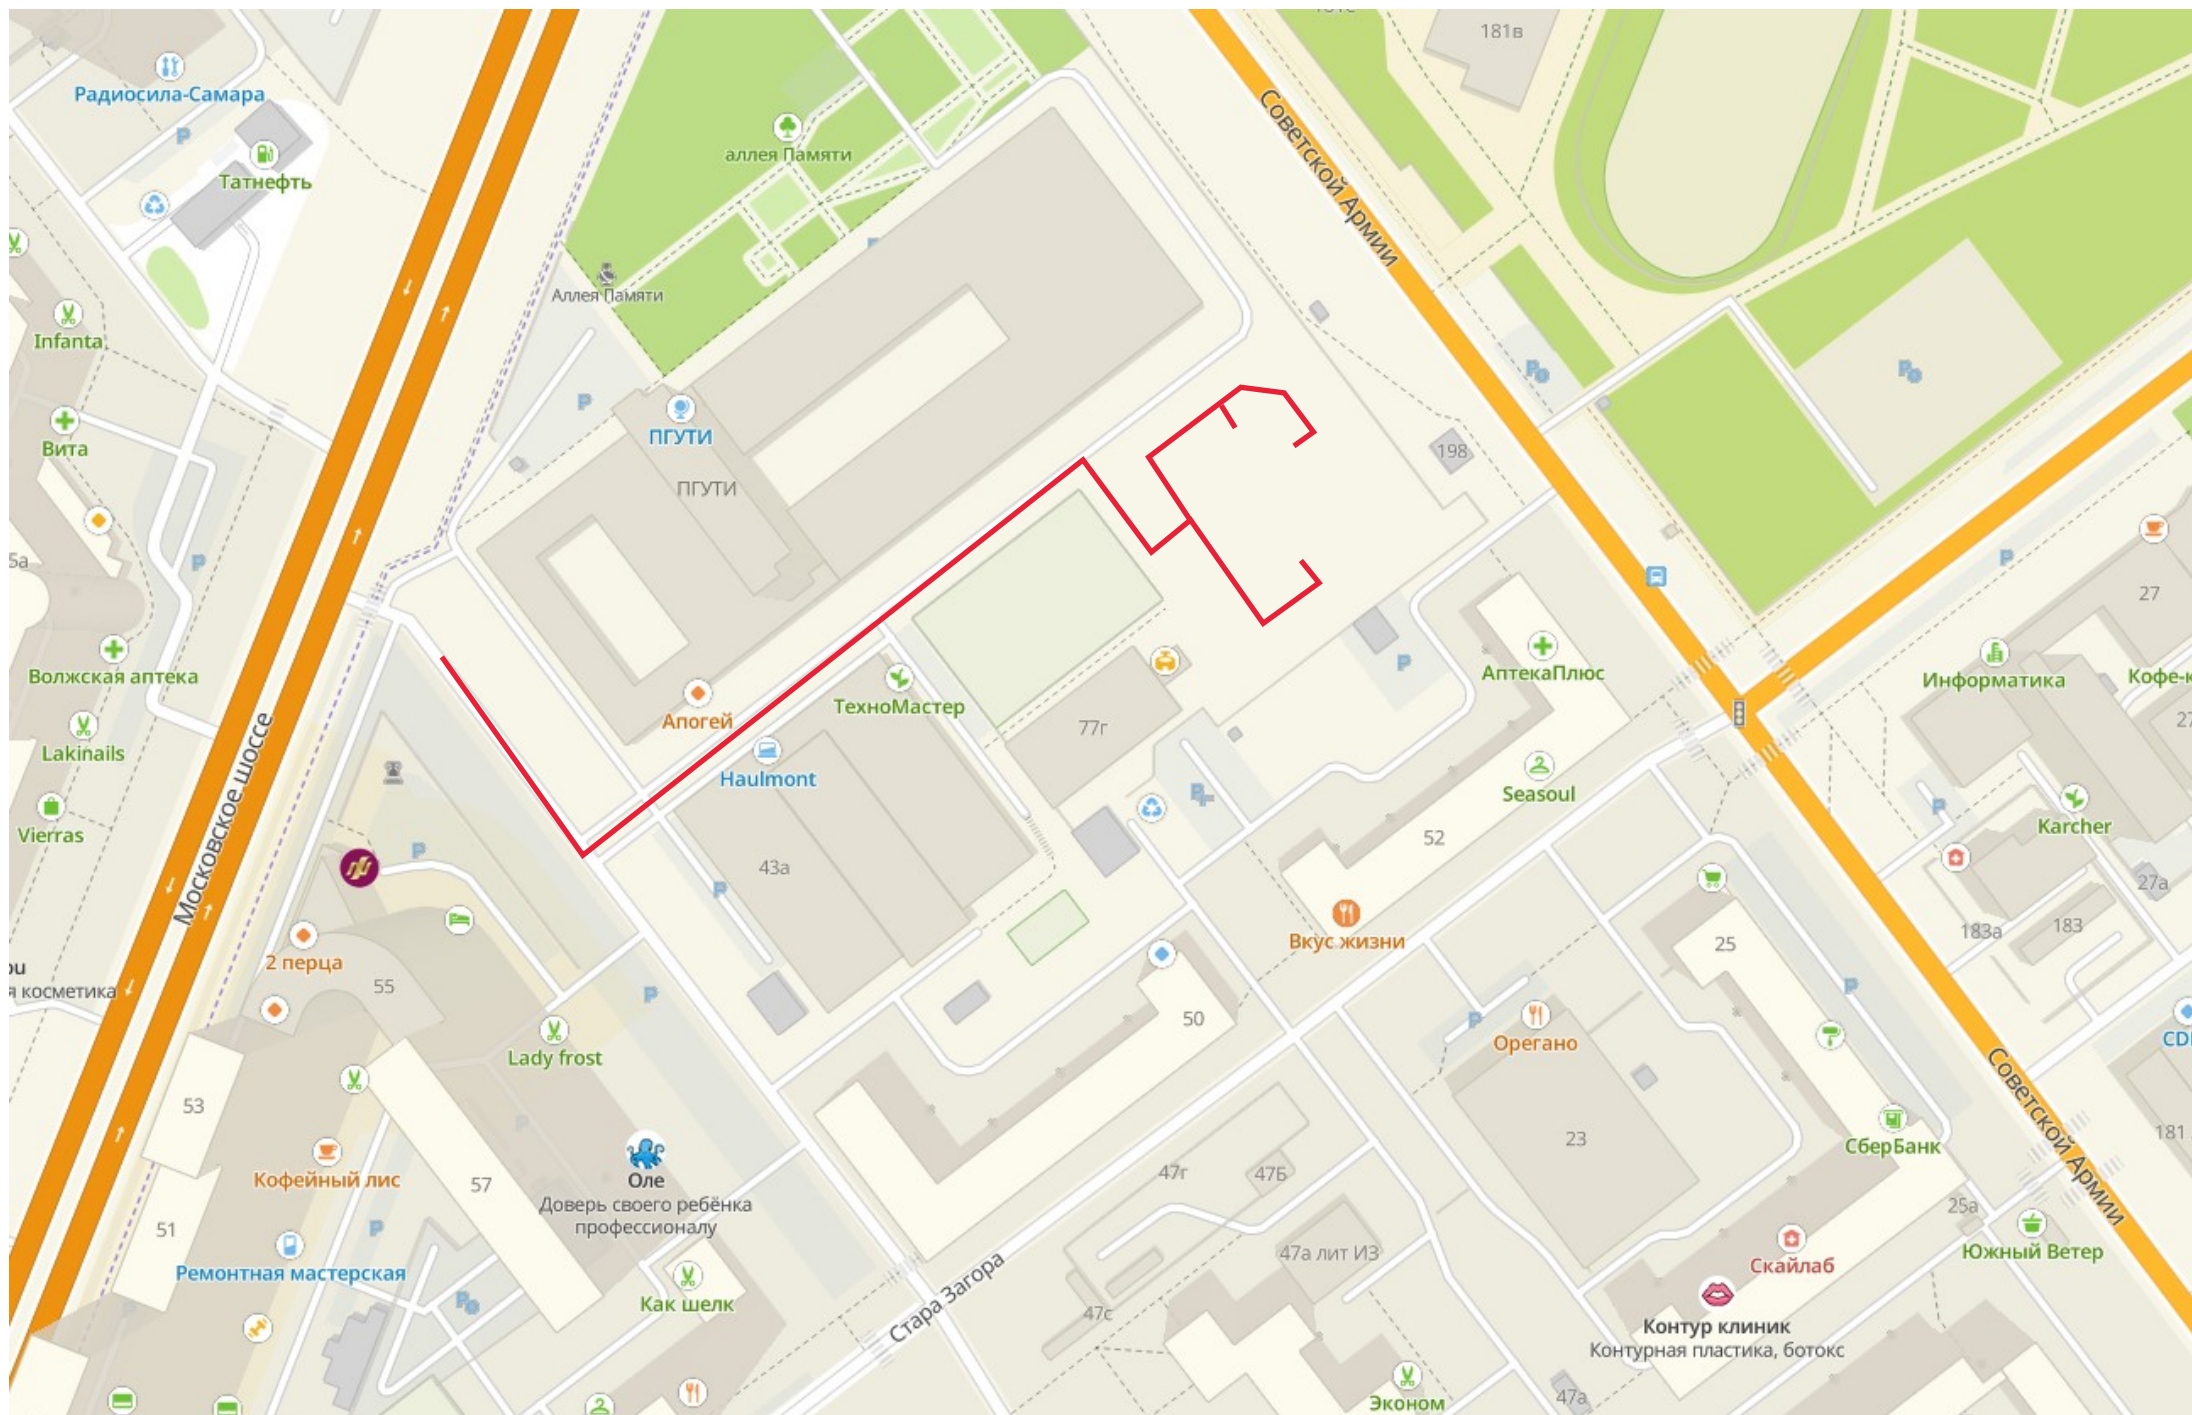 181в
Радиосила-Самара
P
аллея Памяти
Татнефть
Советской Армии
Аллея Памяти
Infanta
P
P
P
ПГУТИ
Вита
198
ПГУТИ
5а
P
P
27
Волжская аптека
АптекаПлюс
P
Информатика
Апогей
ТехноМастер
77г
27
Lakinails
Haulmont
Seasoul
P
P
Московское шоссе
Vierras
P
52
Karcher
43а
P
27а
Вкус жизни
183а
183
2 перца
25
55
P
P
я косметика
50
P
Орегано
Lady frost
53
P
Советской Армии
23
181
СберБанк
Кофейный лис
57
Оле
Доверь своего ребёнка
профессионалу
47г
47Б
51
P
25а
47а лит И3
Южный Ветер
Ремонтная мастерская
Скайлаб
Стара Загора
P
Как шелк
47с
Контур клиник
Контурная пластика, ботокс
47а
Эконом